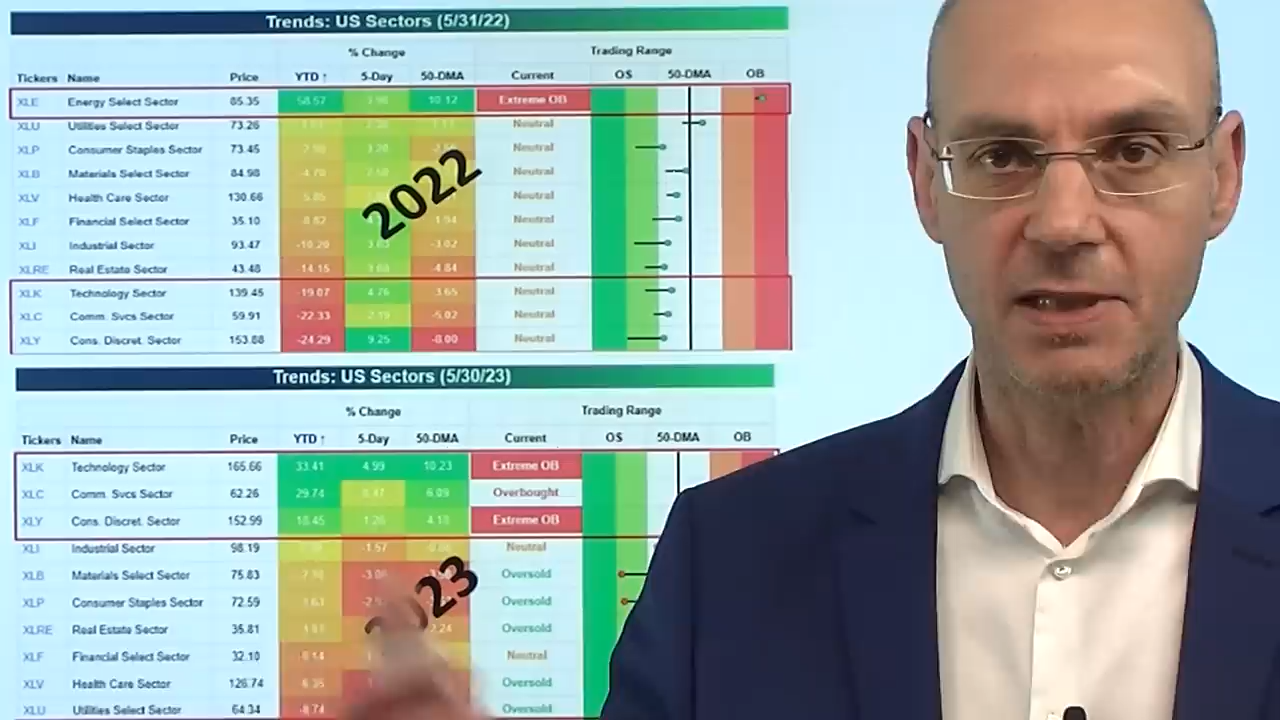 Trends: US Sectors (5/31/22)
% Change Trading Range
Tickers Name Price YTD ↑ 5-Day 50-DMA Current OS 50-DMA OB
XLE Energy Select Sector 85.35 58.57 10.12 Extreme OB
XLU Utilities Select Sector 73.26 Neutral
XLP Consumer Staples Sector 73.45 3.20 Neutral
XLB Materials Select Sector 84.98 -4.70 Neutral
XLV Health Care Sector 130.66 Neutral
XLF Financial Select Sector 35.10 1.94 Neutral
XLI Industrial Sector 93.47 -10.20 -3.02 Neutral
XLRE Real Estate Sector 43.48 -14.15 -4.84 Neutral
XLK Technology Sector 139.45 -19.07 4.76 3.65 Neutral
XLC Comm. Svcs Sector 59.91 -22.33 2.19 -5.02 Neutral
XLY Cons. Discret. Sector 153.88 -24.29 9.25 -8.00 Neutral
2022
Trends: US Sectors (5/30/23)
% Change Trading Range
Tickers Name Price YTD ↑ 5-Day 50-DMA Current OS 50-DMA OB
XLK Technology Sector 165.66 33.41 4.99 10.23 Extreme OB
XLC Comm. Svcs Sector 62.26 29.74 6.09 Overbought
XLY Cons. Discret. Sector 152.99 18.45 1.26 4.18 Extreme OB
XLI Industrial Sector 98.19 -1.57 Neutral
XLB Materials Select Sector 75.83 Oversold
XLP Consumer Staples Sector 72.59 Oversold
XLRE Real Estate Sector 35.81 Oversold
XLF Financial Select Sector 32.10 Neutral
XLV Health Care Sector 126.74 Oversold
XLU Utilities Select Sector 64.34 -8.74 Oversold